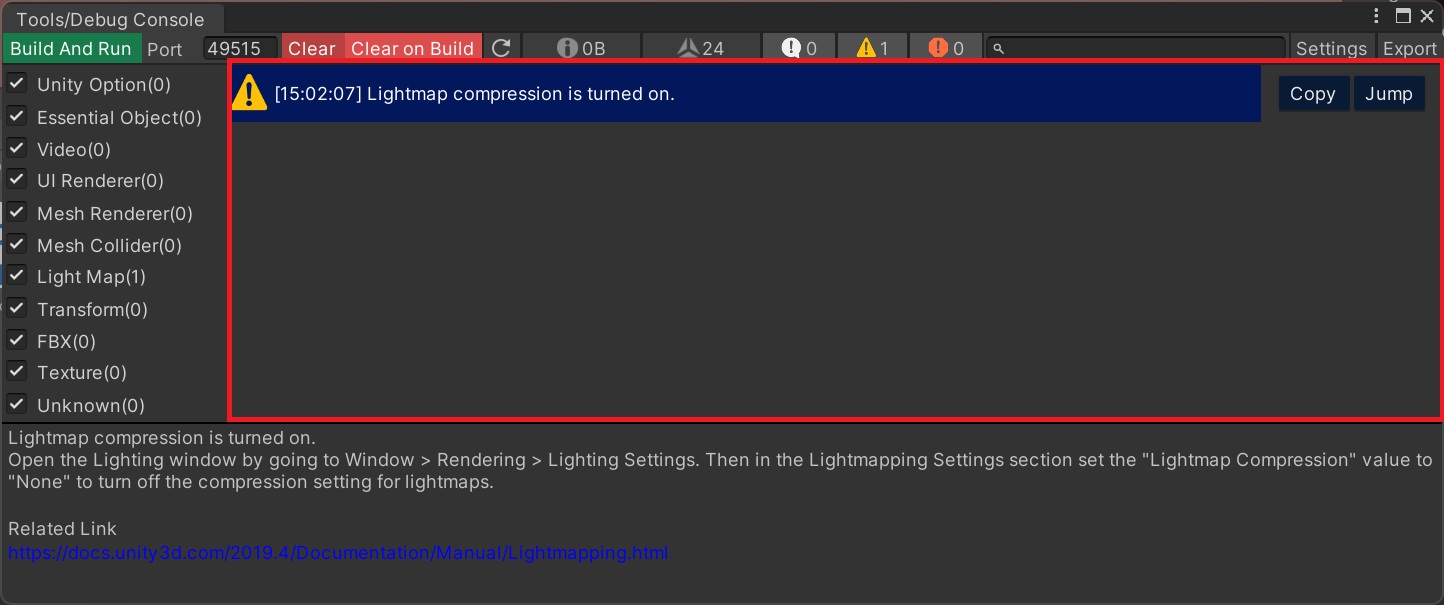 Tools/Debug Console
Build And Run Port 49515 Clear Clear on Build 0B 24 0 1 0 Settings Export
Unity Option(0)
Essential Object(0)
Video(0)
UI Renderer(0)
Mesh Renderer(0)
Mesh Collider(0)
Light Map(1)
Transform(0)
FBX(0)
Texture(0)
Unknown(0)
[15:02:07] Lightmap compression is turned on. Copy Jump
Lightmap compression is turned on.
Open the Lighting window by going to Window > Rendering > Lighting Settings. Then in the Lightmapping Settings section set the "Lightmap Compression" value to
"None" to turn off the compression setting for lightmaps.
Related Link
https://docs.unity3d.com/2019.4/Documentation/Manual/Lightmapping.html